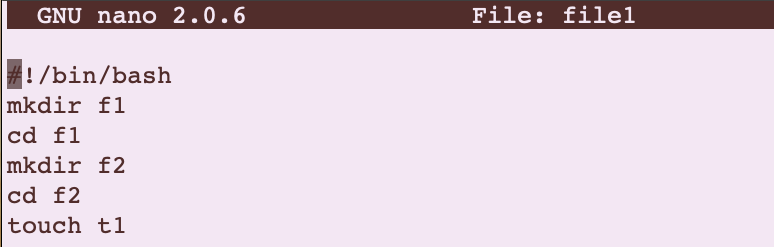 GNU nano 2.0.6 File: file1
#!/bin/bash
mkdir f1
cd f1
mkdir f2
cd f2
touch t1